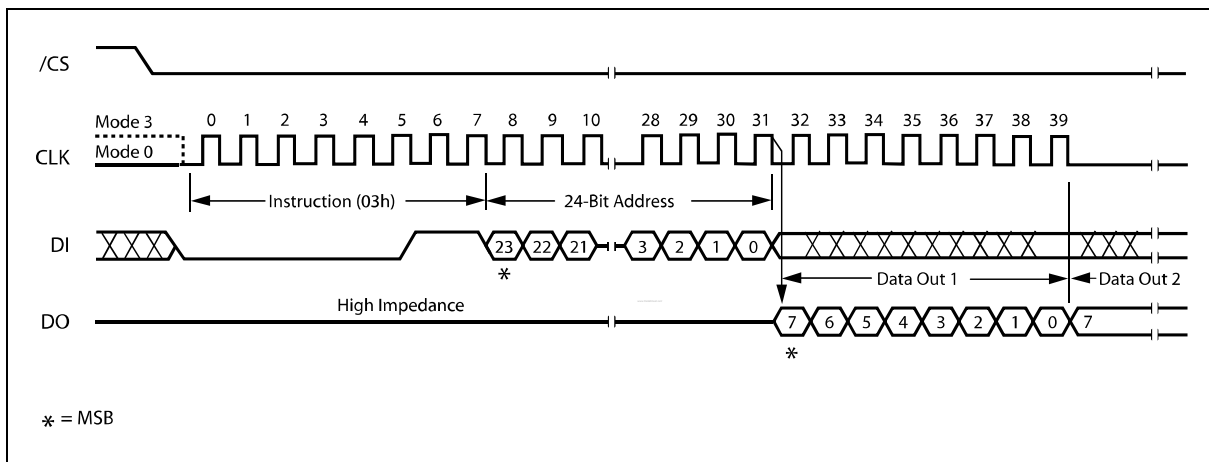 /CS
Mode 3
0 1 2 3 4 5 6 7 8 9 10 28 29 30 31 32 33 34 35 36 37 38 39
CLK
Mode 0
Instruction (03h) 24-Bit Address
DI
23 22 21 3 2 1 0
*
Data Out 1 Data Out 2
High Impedance
DO
7 6 5 4 3 2 1 0 7
*
* = MSB